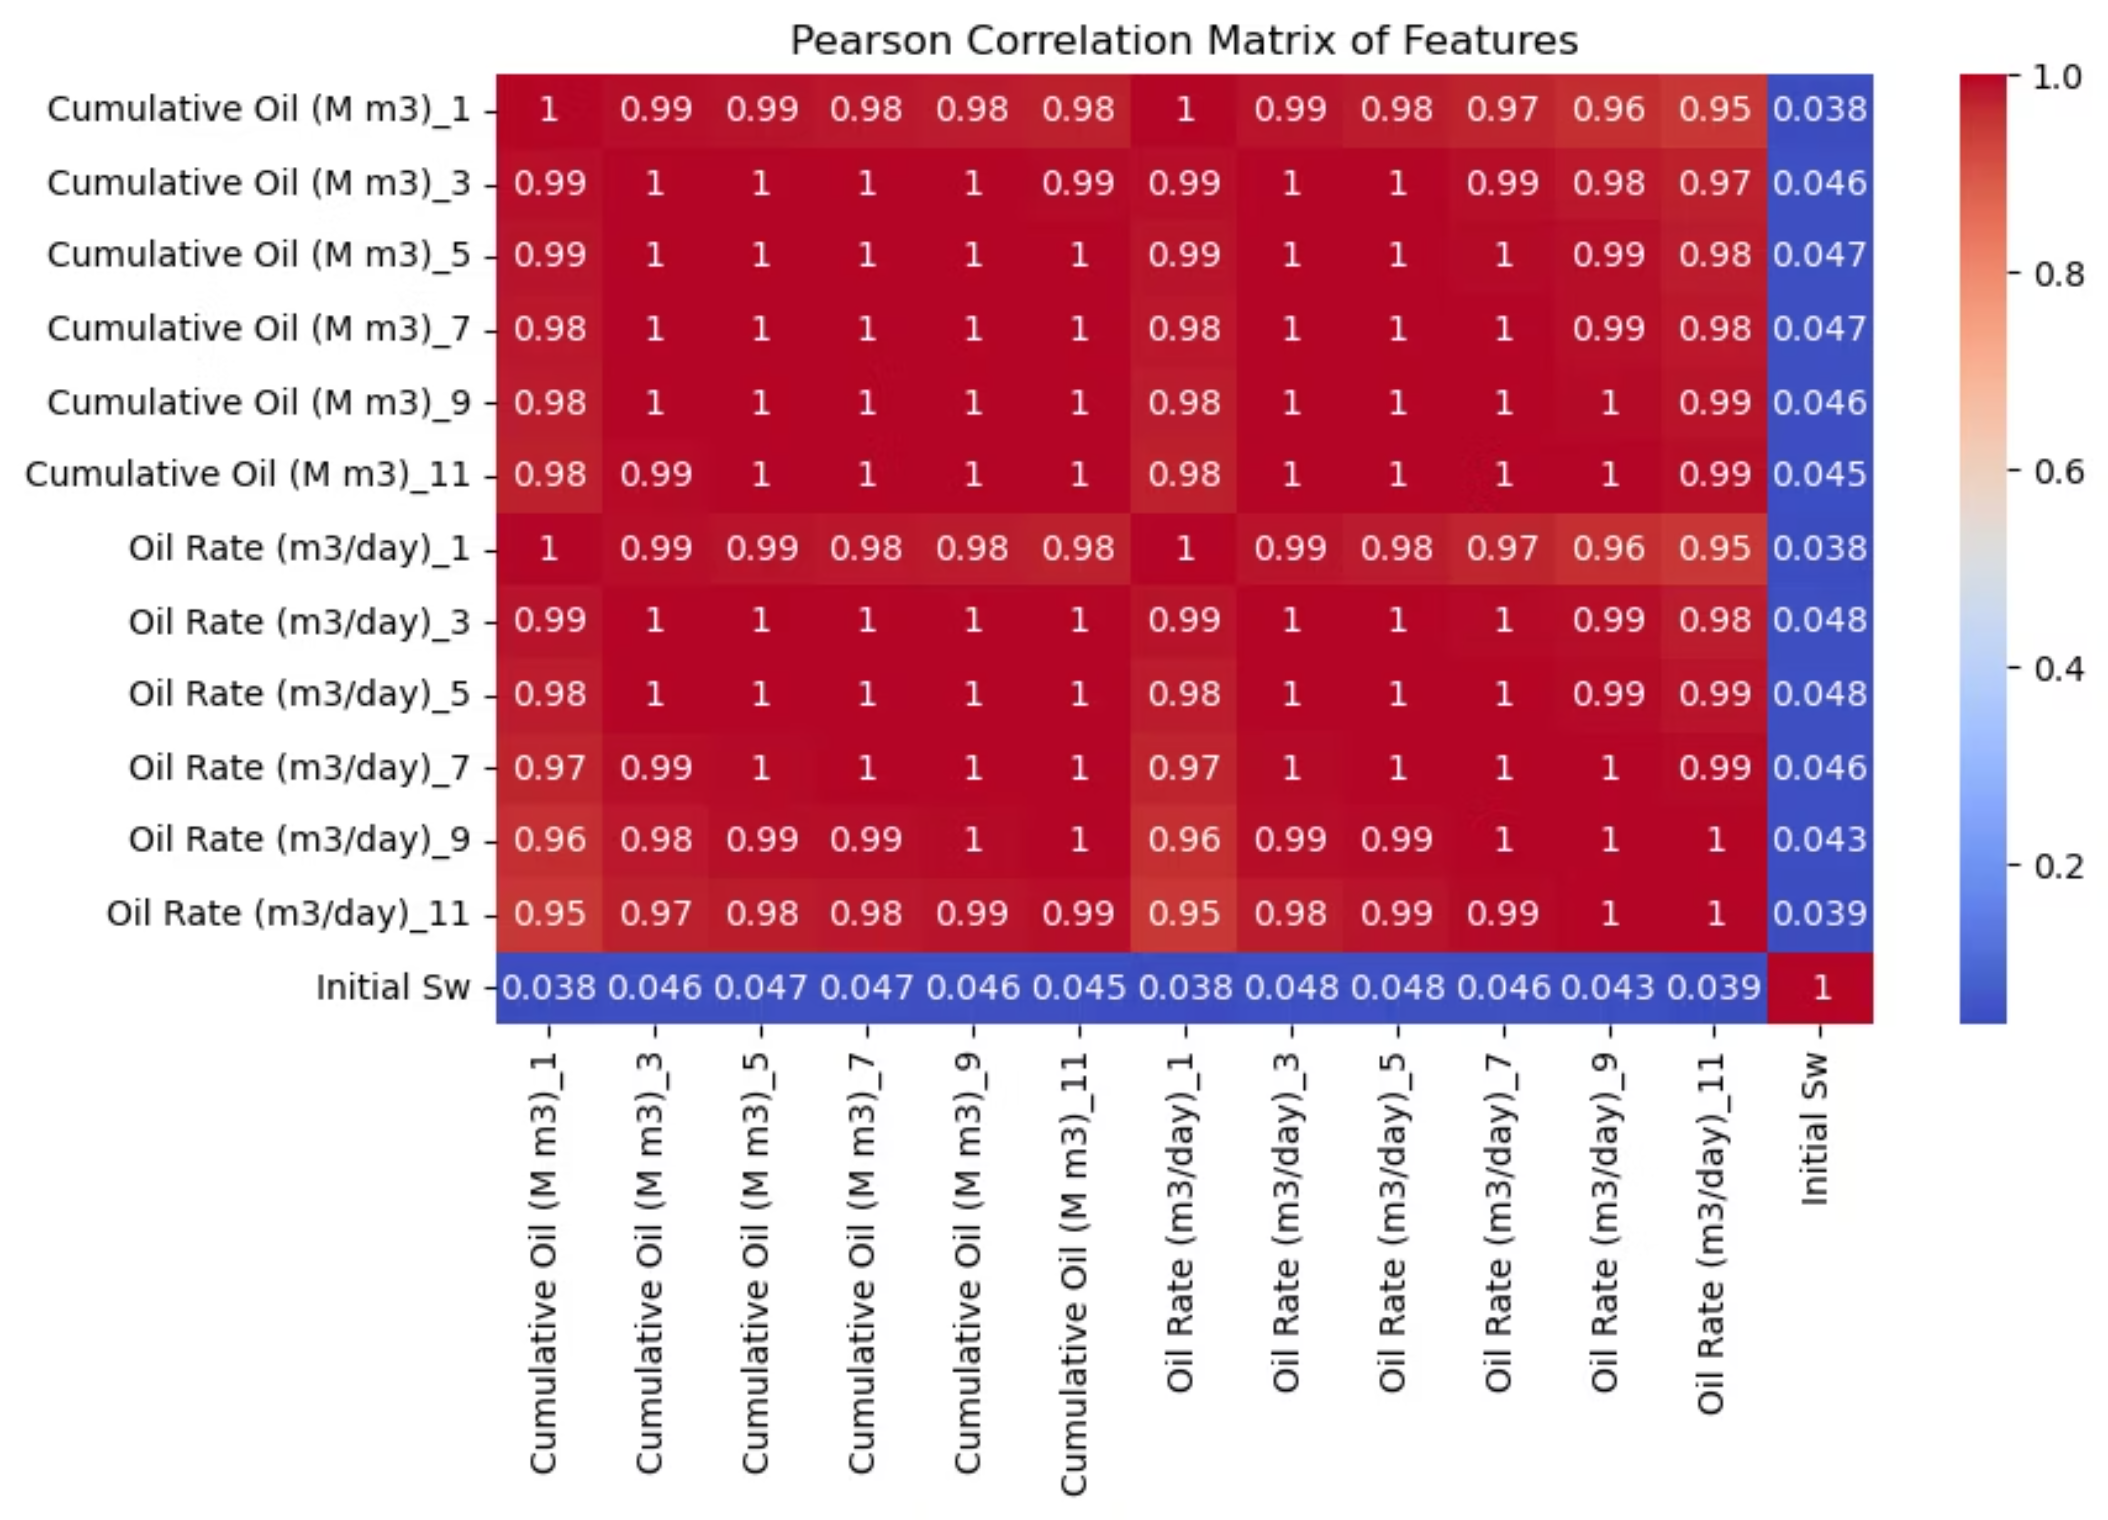 Pearson Correlation Matrix of Features
Cumulative Oil (M m3)_1 1 0.99 0.99 0.98 0.98 0.98 1 0.99 0.98 0.97 0.96 0.95 0.038
Cumulative Oil (M m3)_3 0.99 1 1 1 1 0.99 0.99 1 1 0.99 0.98 0.97 0.046
Cumulative Oil (M m3)_5 0.99 1 1 1 1 1 0.99 1 1 1 0.99 0.98 0.047
Cumulative Oil (M m3)_7 0.98 1 1 1 1 1 0.98 1 1 1 0.99 0.98 0.047
Cumulative Oil (M m3)_9 0.98 1 1 1 1 1 0.98 1 1 1 1 0.99 0.046
Cumulative Oil (M m3)_11 0.98 0.99 1 1 1 1 0.98 1 1 1 1 0.99 0.045
Oil Rate (m3/day)_1 1 0.99 0.99 0.98 0.98 0.98 1 0.99 0.98 0.97 0.96 0.95 0.038
Oil Rate (m3/day)_3 0.99 1 1 1 1 1 0.99 1 1 1 0.99 0.98 0.048
Oil Rate (m3/day)_5 0.98 1 1 1 1 1 0.98 1 1 1 0.99 0.99 0.048
Oil Rate (m3/day)_7 0.97 0.99 1 1 1 1 0.97 1 1 1 1 0.99 0.046
Oil Rate (m3/day)_9 0.96 0.98 0.99 0.99 1 1 0.96 0.99 0.99 1 1 1 0.043
Oil Rate (m3/day)_11 0.95 0.97 0.98 0.98 0.99 0.99 0.95 0.98 0.99 0.99 1 1 0.039
Initial Sw 0.038 0.046 0.047 0.047 0.046 0.045 0.038 0.048 0.048 0.046 0.043 0.039 1
Cumulative Oil (M m3)_1
Cumulative Oil (M m3)_3
Cumulative Oil (M m3)_5
Cumulative Oil (M m3)_7
Cumulative Oil (M m3)_9
Cumulative Oil (M m3)_11
Oil Rate (m3/day)_1
Oil Rate (m3/day)_3
Oil Rate (m3/day)_5
Oil Rate (m3/day)_7
Oil Rate (m3/day)_9
Oil Rate (m3/day)_11
Initial Sw
1.0
0.8
0.6
0.4
0.2